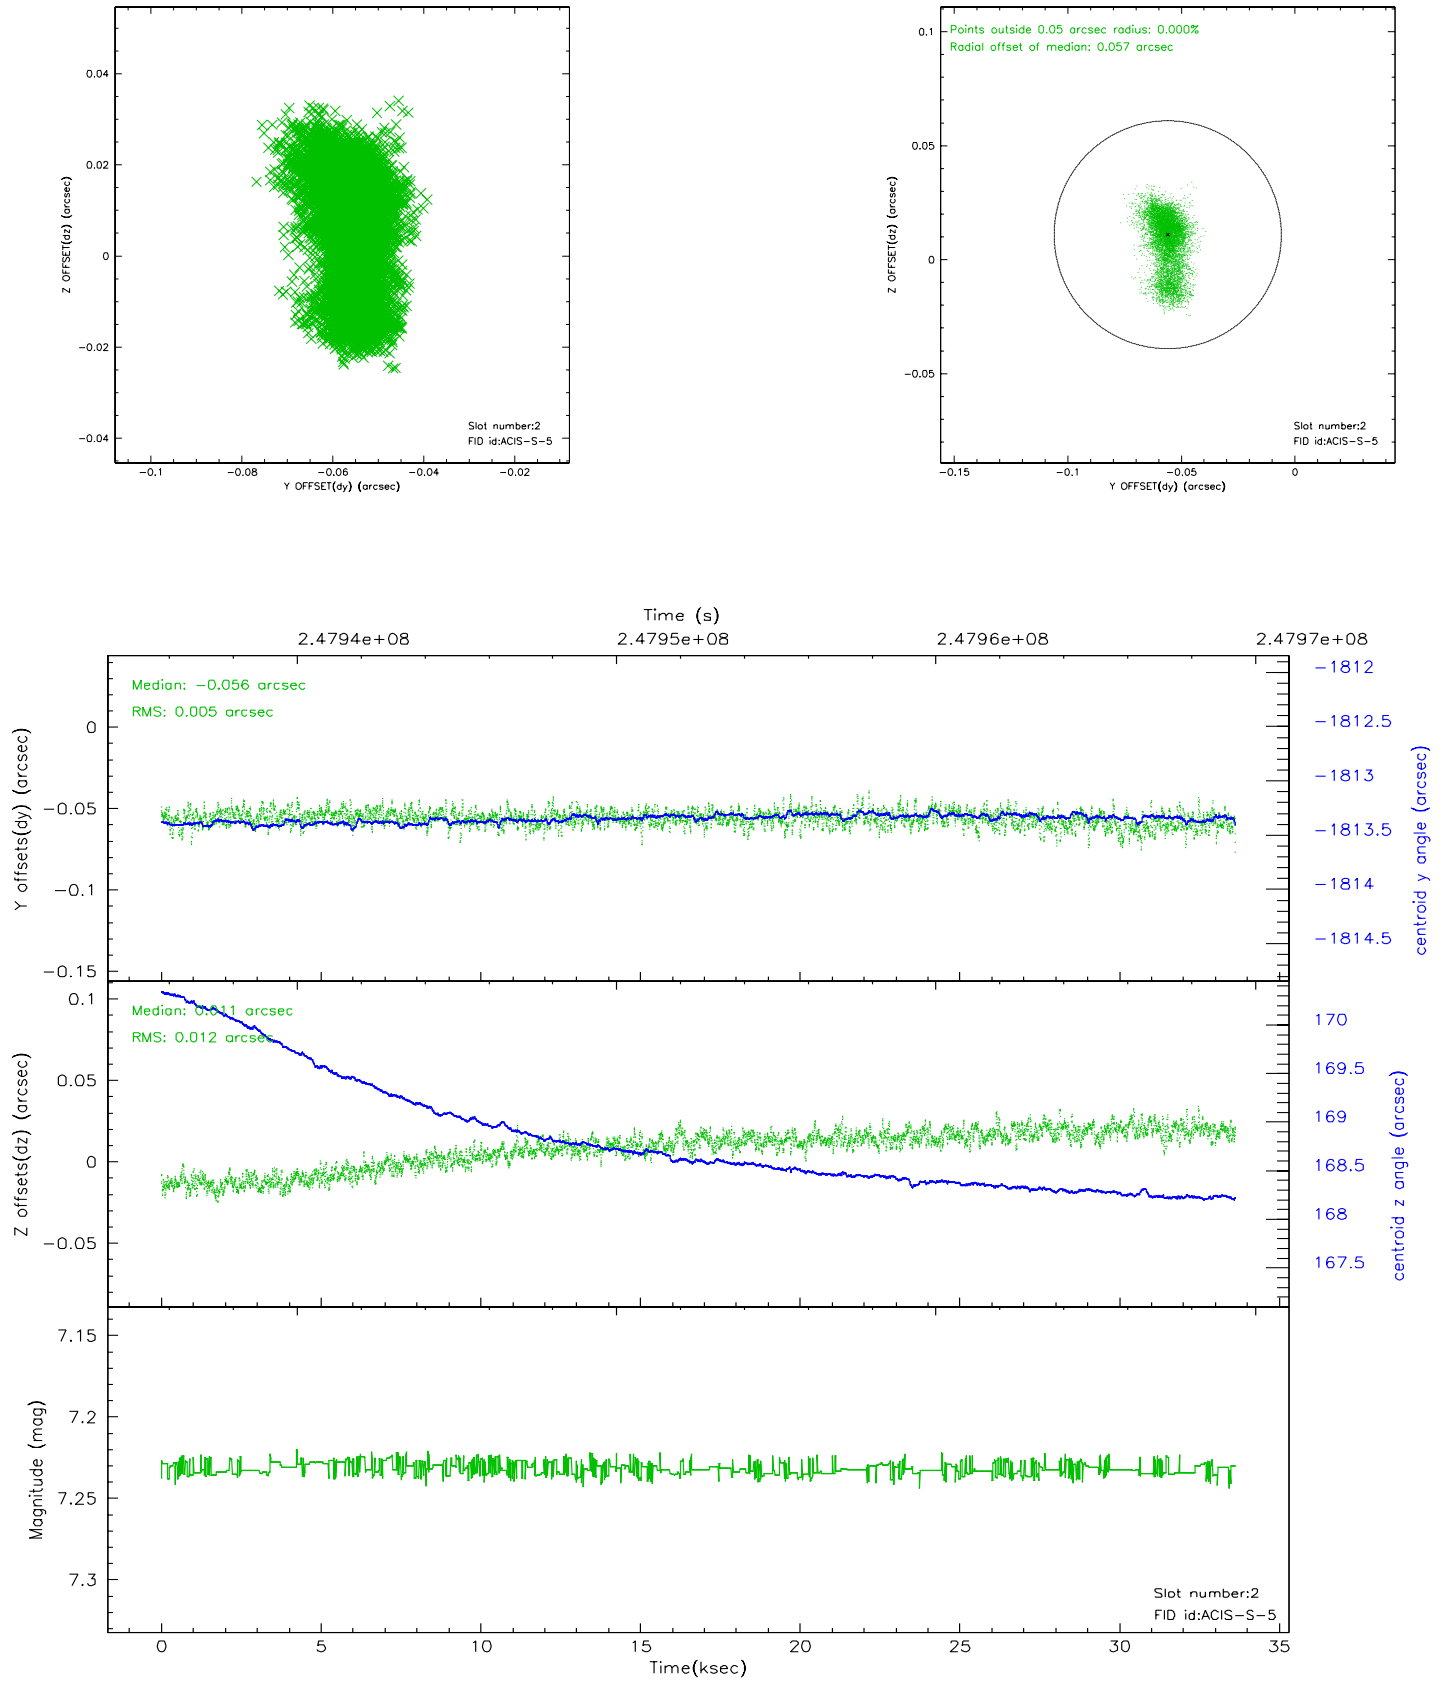 0.04
0.02
0
−0.02
−0.04
Z OFFSET(dz) (arcsec)
Slot number:2
FID id:ACIS−S−5
−0.1
−0.08
−0.06
−0.04
−0.02
Y OFFSET(dy) (arcsec)
Points outside 0.05 arcsec radius: 0.000%
Radial offset of median: 0.057 arcsec
0.1
0.05
0
−0.05
Z OFFSET(dz) (arcsec)
Slot number:2
FID id:ACIS−S−5
−0.15
−0.1
−0.05
0
Y OFFSET(dy) (arcsec)
Time (s)
2.4794e+08
2.4795e+08
2.4796e+08
2.4797e+08
Median: −0.056 arcsec
RMS: 0.005 arcsec
0
−0.05
−0.1
−0.15
Y offsets(dy) (arcsec)
−1812
−1812.5
−1813
−1813.5
−1814
−1814.5
centroid y angle (arcsec)
Median: 0.011 arcsec
RMS: 0.012 arcsec
0.1
0.05
0
−0.05
Z offsets(dz) (arcsec)
170
169.5
169
168.5
168
167.5
centroid z angle (arcsec)
7.15
7.2
7.25
7.3
Magnitude (mag)
Slot number:2
FID id:ACIS−S−5
0
5
10
15
20
25
30
35
Time(ksec)